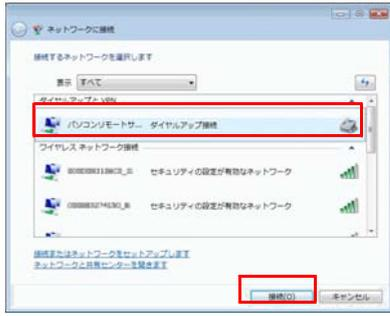 ネットワークに接続
接続するネットワークを選択します
表示 すべて
ダイヤルアップと VPN
パソコンリモートサ... ダイヤルアップ接続
ワイヤレス ネットワーク接続
セキュリティの設定が有効なネットワーク
セキュリティの設定が有効なネットワーク
接続またはネットワークをセットアップします
ネットワークと共有センターを開きます
接続(O) キャンセル